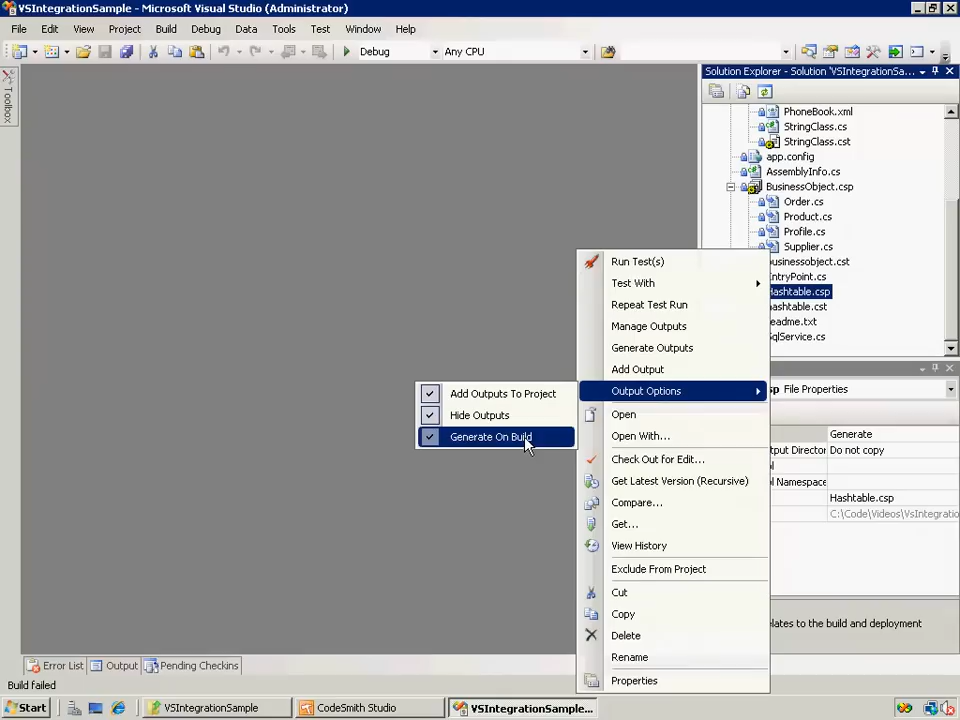 VSIntegrationSample - Microsoft Visual Studio (Administrator)
File Edit View Project Build Debug Data Tools Test Window Help
Debug Any CPU
Toolbox
Solution Explorer - Solution 'VSIntegrationSa...
PhoneBook.xml
StringClass.cs
StringClass.cst
app.config
AssemblyInfo.cs
BusinessObject.csp
Order.cs
Product.cs
Profile.cs
Supplier.cs
usinessobject.cst
EntryPoint.cs
Hashtable.csp
ashtable.cst
eadme.txt
SqlService.cs
Run Test(s)
Test With
Repeat Test Run
Manage Outputs
Generate Outputs
Add Output
Output Options
Open
Open With...
Check Out for Edit...
Get Latest Version (Recursive)
Compare...
Get...
View History
Exclude From Project
Cut
Copy
Delete
Rename
Properties
Add Outputs To Project
Hide Outputs
Generate On Build
sp File Properties
Generate
tput Director Do not copy
ol
ol Namespace
Hashtable.csp
C:\Code\Videos\VsIntegratio
elates to the build and deployment
Error List Output Pending Checkins
Build failed
Start VSIntegrationSample CodeSmith Studio VSIntegrationSample...